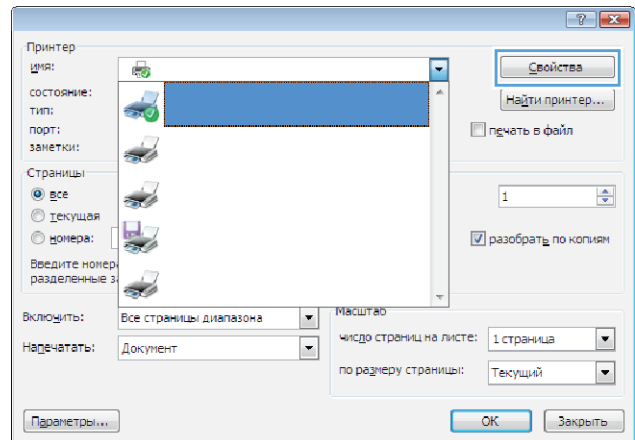 Принтер
имя:
Свойства
состояние:
Найти принтер...
тип:
порт:
печать в файл
заметки:
Страницы
все
1
текущая
номера:
разобрать по копиям
Введите номер
разделенные з
Масштаб
Включить:
Все страницы диапазона
число страниц на листе:
1 страница
Напечатать:
Документ
по размеру страницы:
Текущий
Параметры...
ОК
Закрыть